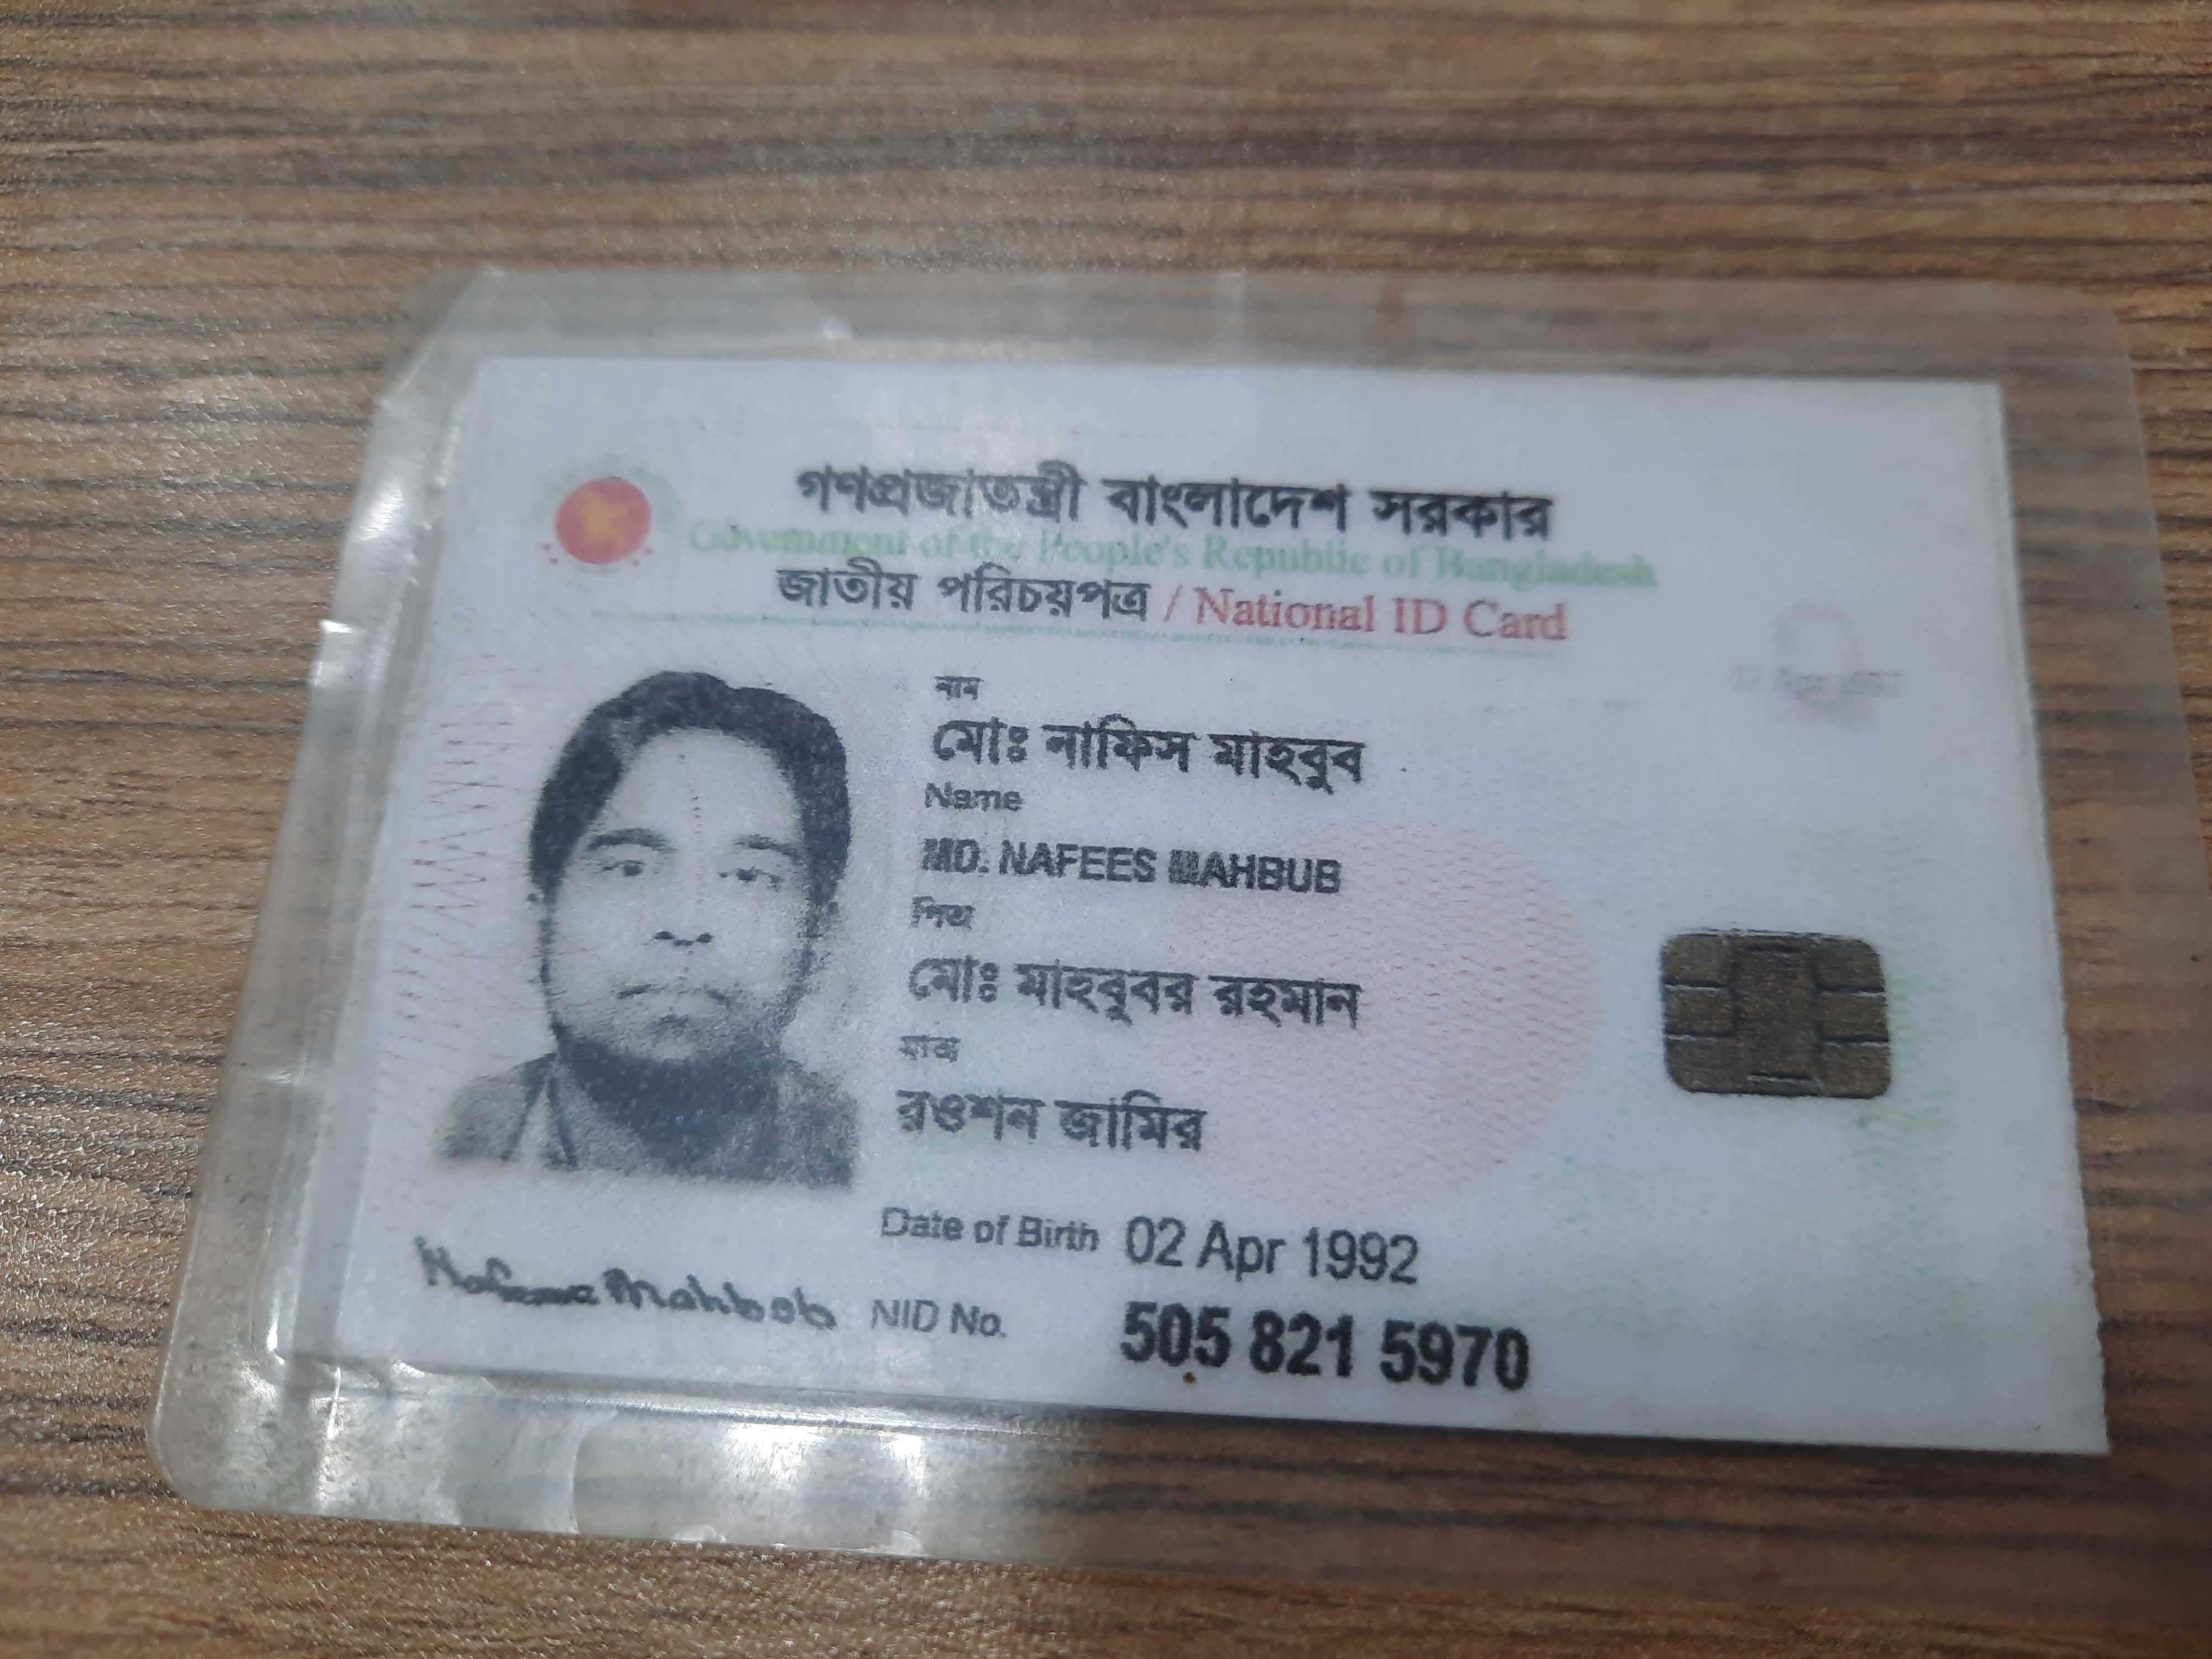 গণপ্রজাতন্ত্রী বাংলাদেশ সরকার
Government of the People's Republic of Bangladesh
জাতীয় পরিচয়পত্র / National ID Card
নাম
মোঃ নাফিস মাহবুব
Name
MD. NAFEES MAHBUB
পিতা
মোঃ মাহবুবর রহমান
মাতা
রওশন জামির
Date of Birth 02 Apr 1992
Nafees Mahbub NID No. 505 821 5970